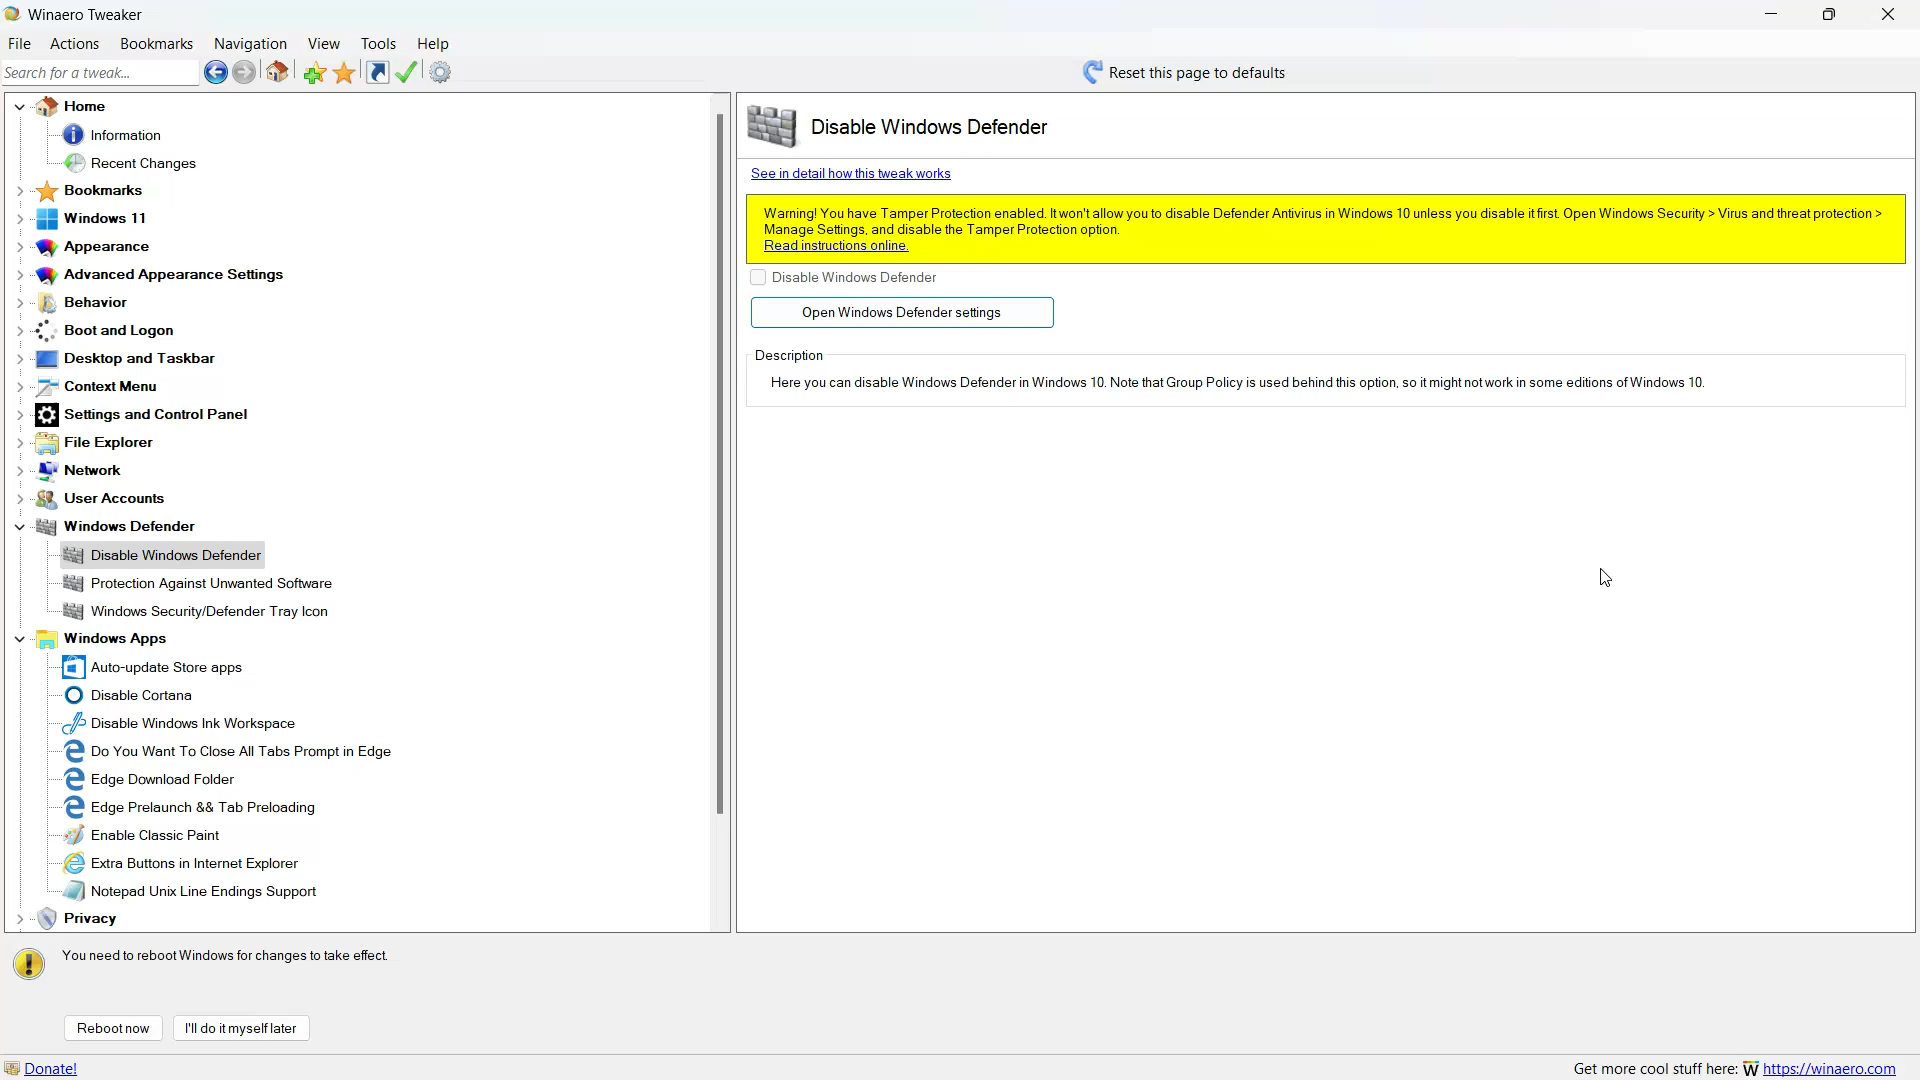 Winaero Tweaker
File Actions Bookmarks Navigation View Tools Help
Search for a tweak...
Reset this page to defaults
Home
Information
Recent Changes
Bookmarks
Windows 11
Appearance
Advanced Appearance Settings
Behavior
Boot and Logon
Desktop and Taskbar
Context Menu
Settings and Control Panel
File Explorer
Network
User Accounts
Windows Defender
Disable Windows Defender
Protection Against Unwanted Software
Windows Security/Defender Tray Icon
Windows Apps
Auto-update Store apps
Disable Cortana
Disable Windows Ink Workspace
Do You Want To Close All Tabs Prompt in Edge
Edge Download Folder
Edge Prelaunch && Tab Preloading
Enable Classic Paint
Extra Buttons in Internet Explorer
Notepad Unix Line Endings Support
Privacy
Disable Windows Defender
See in detail how this tweak works
Warning! You have Tamper Protection enabled. It won't allow you to disable Defender Antivirus in Windows 10 unless you disable it first. Open Windows Security > Virus and threat protection >
Manage Settings, and disable the Tamper Protection option.
Read instructions online.
Disable Windows Defender
Open Windows Defender settings
Description
Here you can disable Windows Defender in Windows 10. Note that Group Policy is used behind this option, so it might not work in some editions of Windows 10.
You need to reboot Windows for changes to take effect.
Reboot now
I'll do it myself later
Donate!
Get more cool stuff here: W https://winaero.com